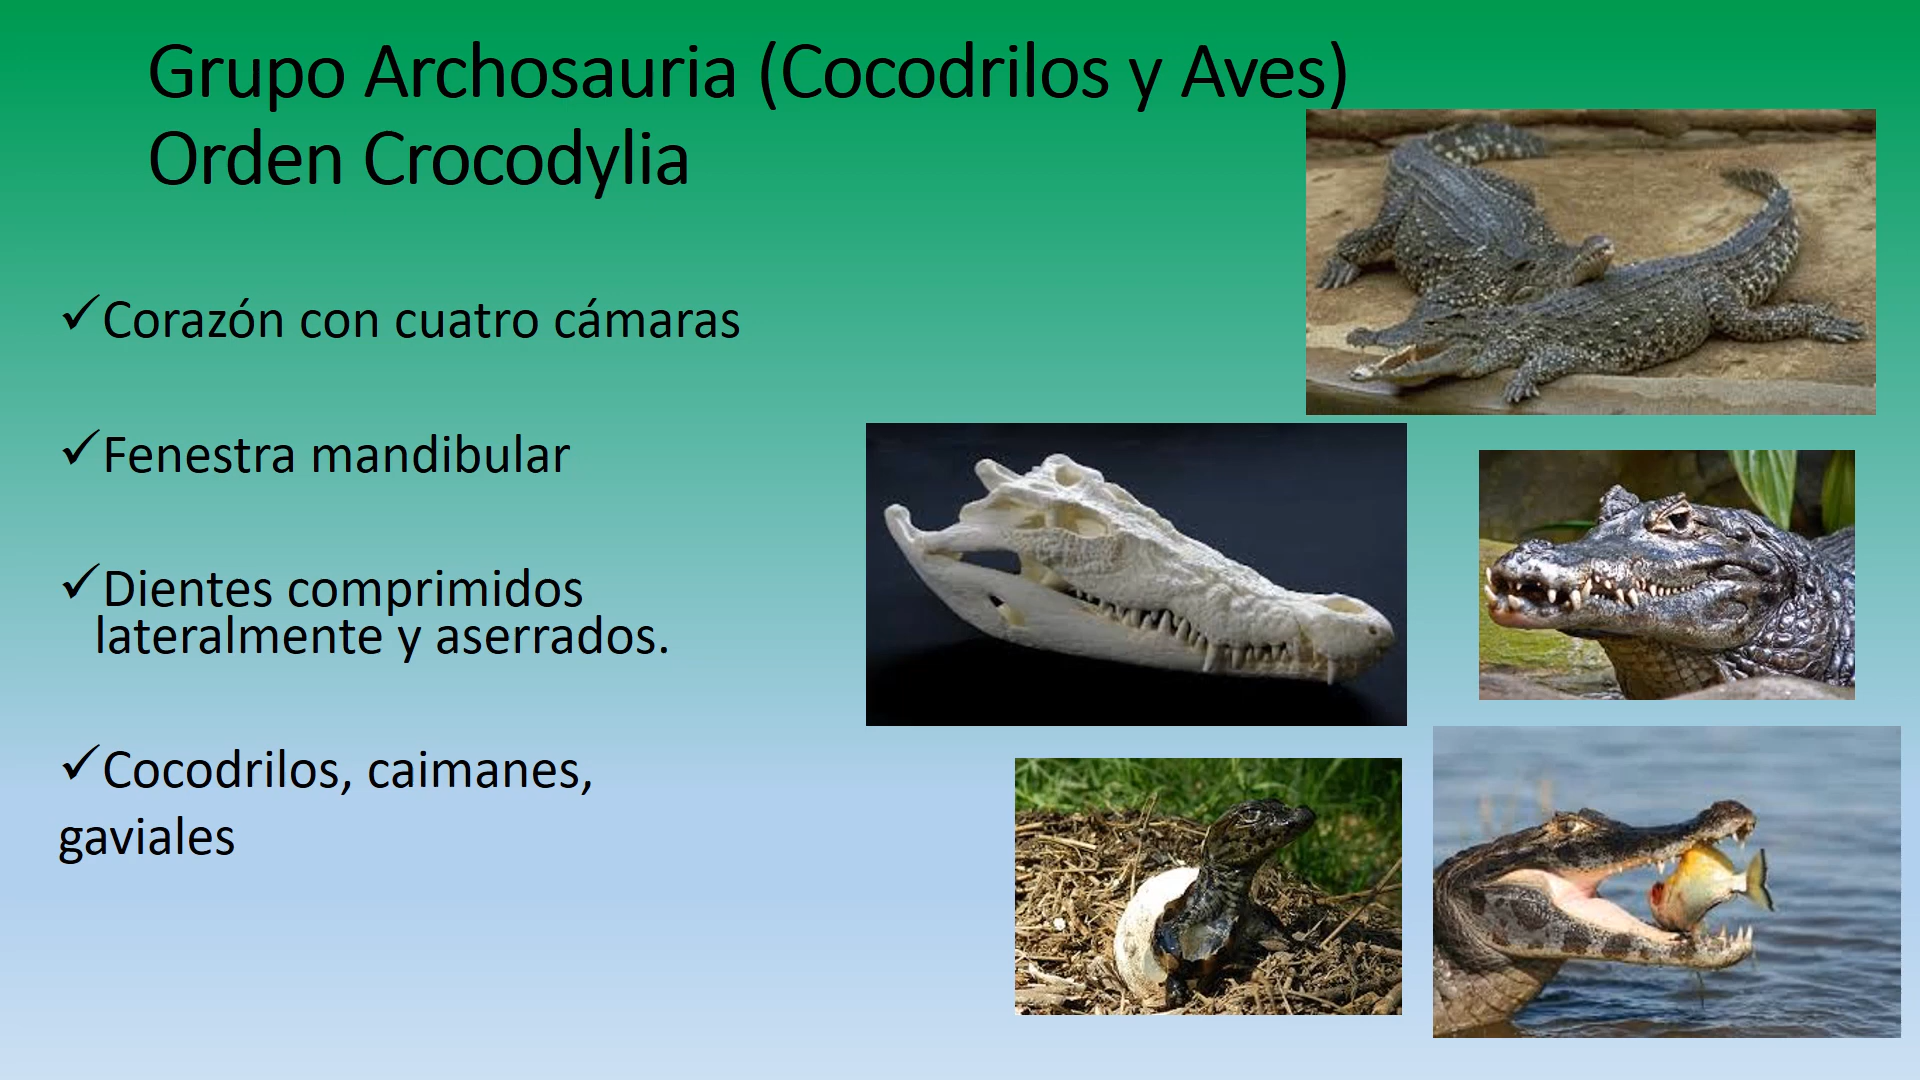 Grupo Archosauria (Cocodrilos y Aves)
Orden Crocodylia
✓Corazón con cuatro cámaras
✓Fenestra mandibular
✓Dientes comprimidos
lateralmente y aserrados.
✓Cocodrilos, caimanes,
gaviales